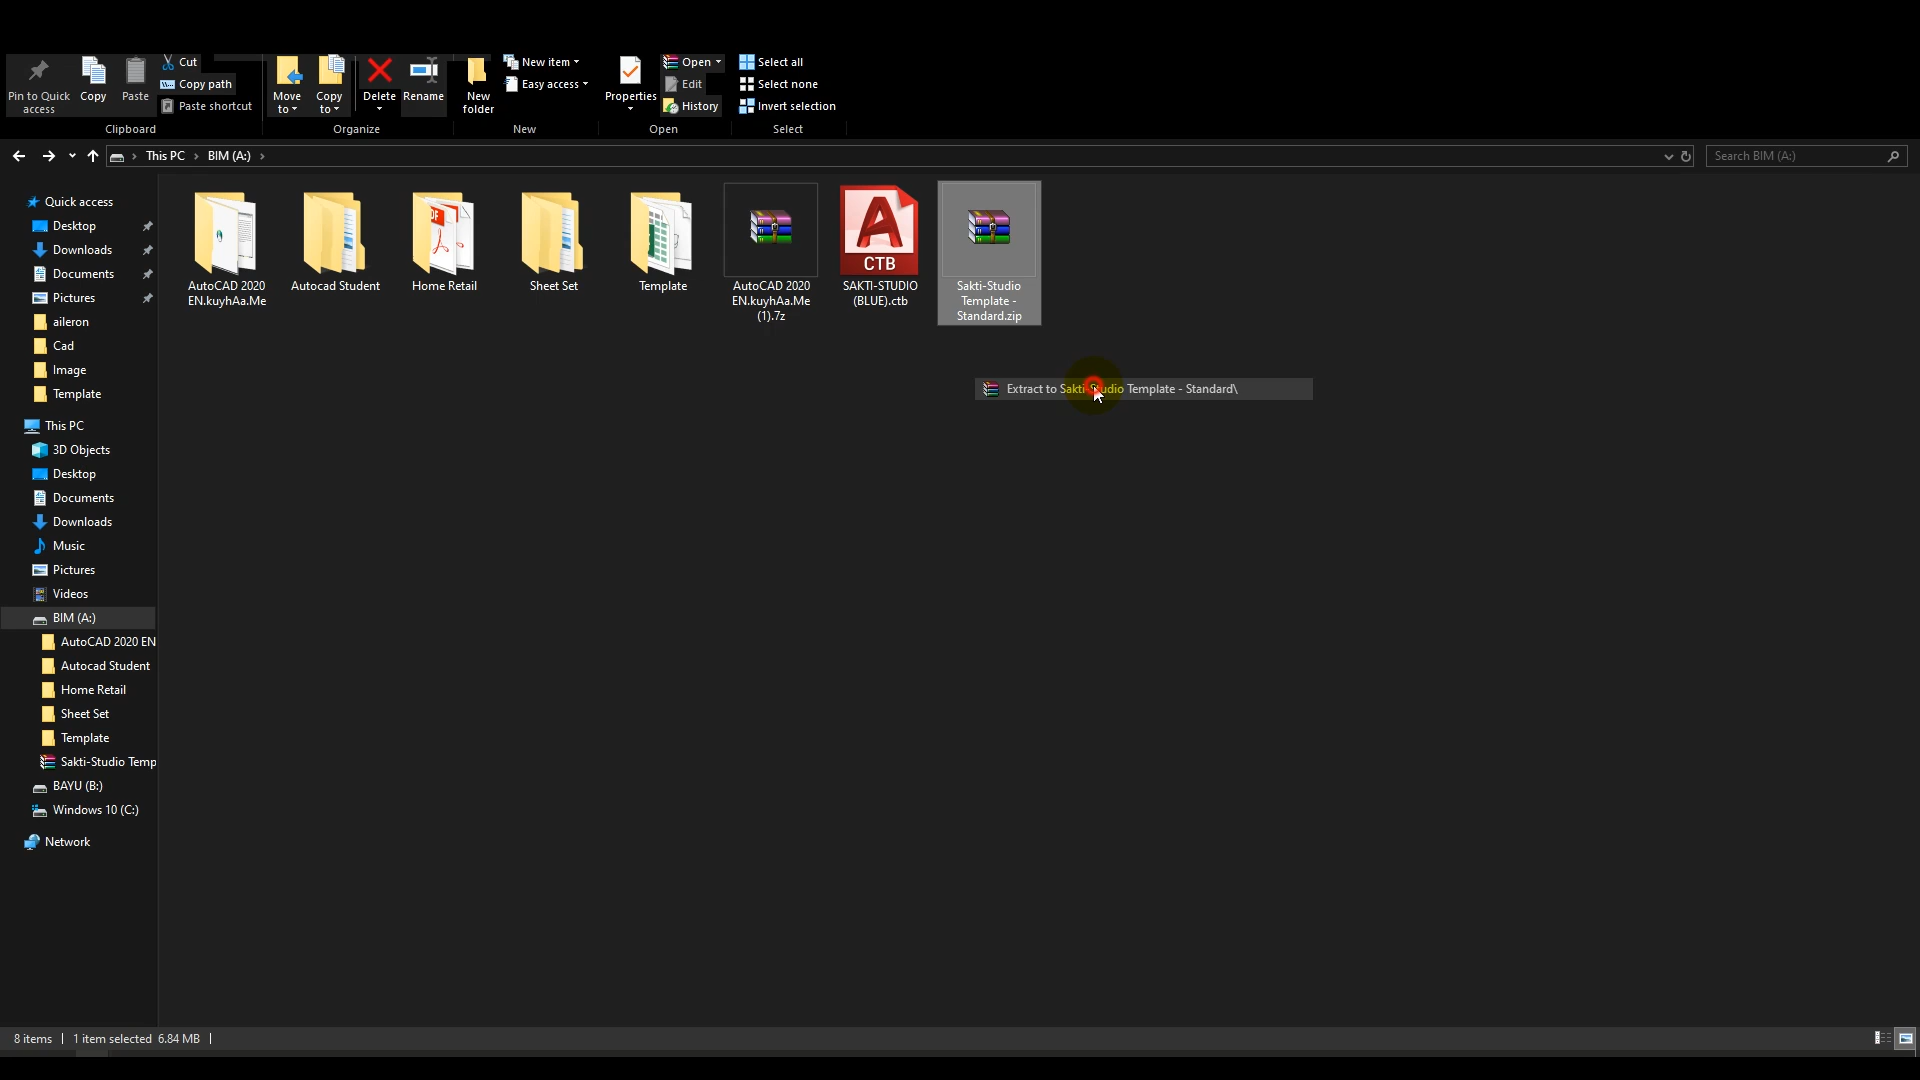 Pin to Quick access
Copy
Paste
Cut
Copy path
Paste shortcut
Clipboard
Move to
Copy to
Delete
Rename
Organize
New folder
New item
Easy access
New
Properties
Open
Edit
History
Open
Select all
Select none
Invert selection
Select
This PC
BIM (A:)
Search BIM (A:)
Quick access
Desktop
Downloads
Documents
Pictures
aileron
Cad
Image
Template
This PC
3D Objects
Desktop
Documents
Downloads
Music
Pictures
Videos
BIM (A:)
AutoCAD 2020 EN
Autocad Student
Home Retail
Sheet Set
Template
Sakti-Studio Temp
BAYU (B:)
Windows 10 (C:)
Network
AutoCAD 2020
EN.kuyhAa.Me
Autocad Student
PDF
Home Retail
Sheet Set
Template
AutoCAD 2020
EN.kuyhAa.Me
(1).7z
A
CTB
SAKTI-STUDIO
(BLUE).ctb
Sakti-Studio
Template -
Standard.zip
Extract to Sakti-Studio Template - Standard\
8 items
1 item selected 6.84 MB